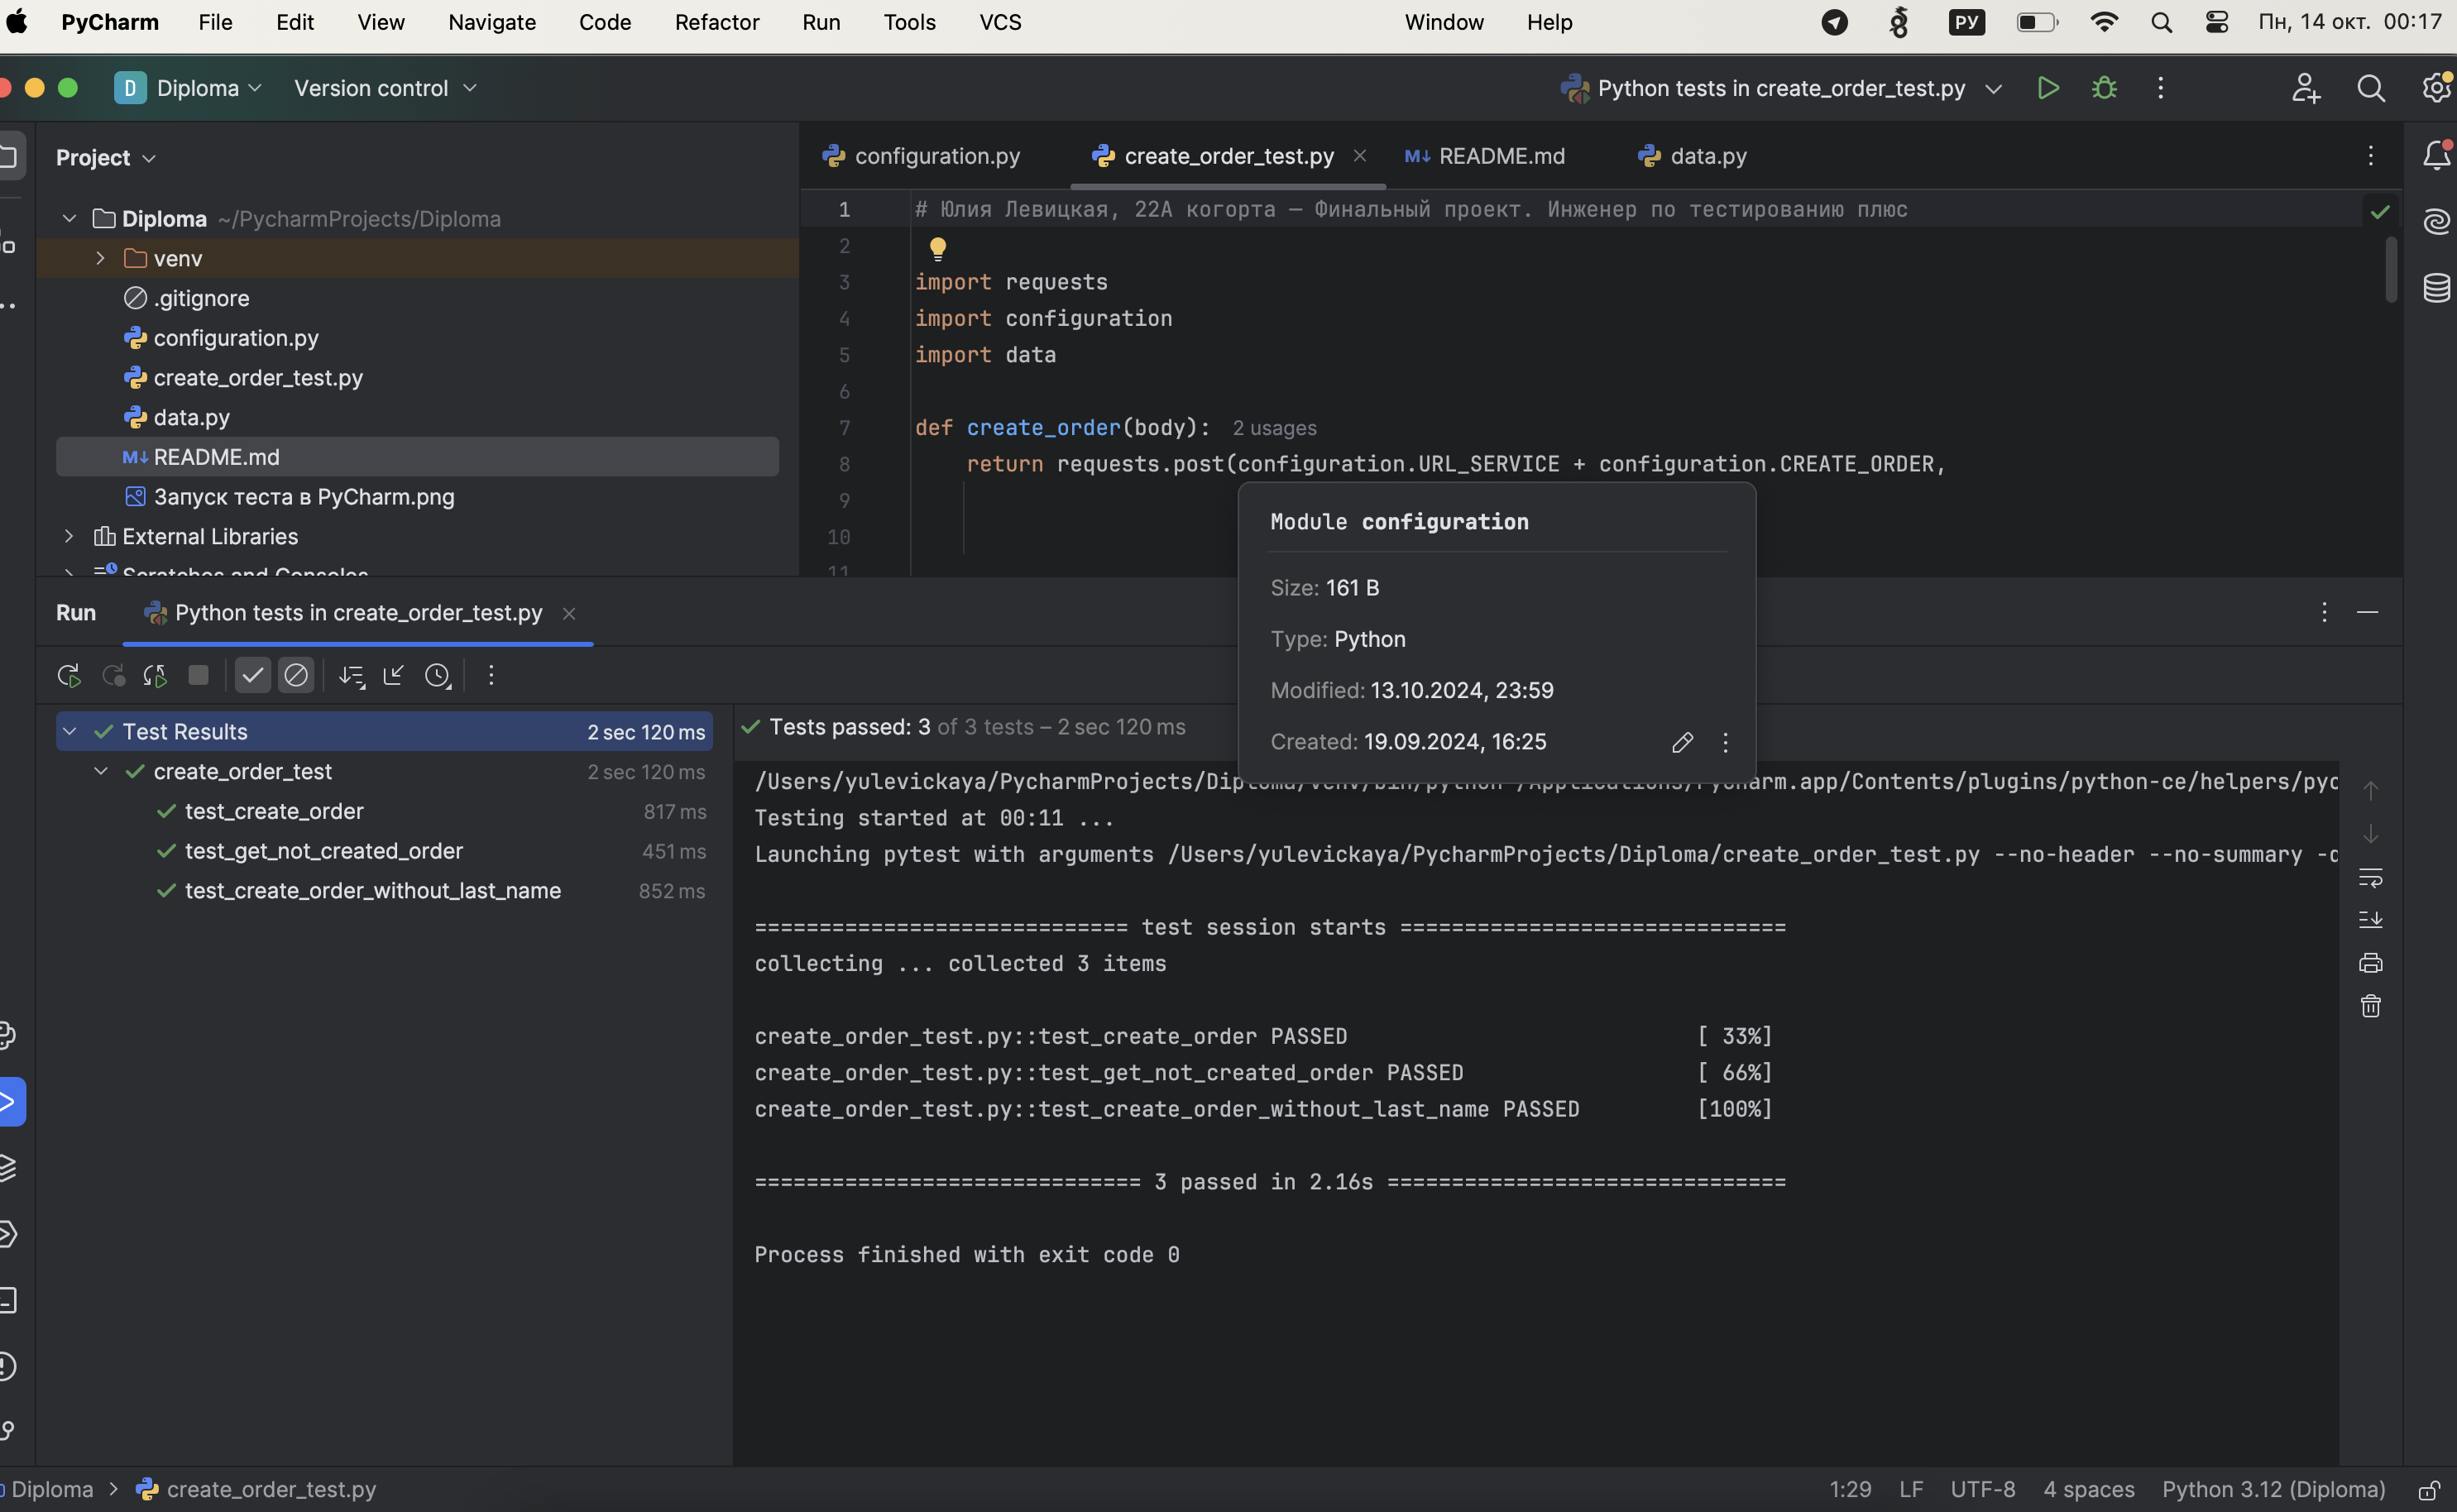 PyCharm File Edit View Navigate Code Refactor Run Tools VCS Window Help РУ Пн, 14 окт. 00:17
D Diploma Version control Python tests in create_order_test.py
Project
Diploma ~/PycharmProjects/Diploma
venv
.gitignore
configuration.py
create_order_test.py
data.py
M↓ README.md
Запуск теста в PyCharm.png
External Libraries
Scratches and Consoles
configuration.py create_order_test.py M↓ README.md data.py
1 # Юлия Левицкая, 22А когорта — Финальный проект. Инженер по тестированию плюс
2
3 import requests
4 import configuration
5 import data
6
7 def create_order(body): 2 usages
8 return requests.post(configuration.URL_SERVICE + configuration.CREATE_ORDER,
9
10
11
Module configuration
Size: 161 B
Type: Python
Modified: 13.10.2024, 23:59
Created: 19.09.2024, 16:25
Run Python tests in create_order_test.py
Test Results 2 sec 120 ms
create_order_test 2 sec 120 ms
test_create_order 817 ms
test_get_not_created_order 451 ms
test_create_order_without_last_name 852 ms
Tests passed: 3 of 3 tests – 2 sec 120 ms
/Users/yulevickaya/PycharmProjects/Diploma/venv/bin/python /Applications/PyCharm.app/Contents/plugins/python-ce/helpers/pyc
Testing started at 00:11 ...
Launching pytest with arguments /Users/yulevickaya/PycharmProjects/Diploma/create_order_test.py --no-header --no-summary -q
============================= test session starts ==============================
collecting ... collected 3 items
create_order_test.py::test_create_order PASSED [ 33%]
create_order_test.py::test_get_not_created_order PASSED [ 66%]
create_order_test.py::test_create_order_without_last_name PASSED [100%]
============================== 3 passed in 2.16s ===============================
Process finished with exit code 0
Diploma > create_order_test.py 1:29 LF UTF-8 4 spaces Python 3.12 (Diploma)